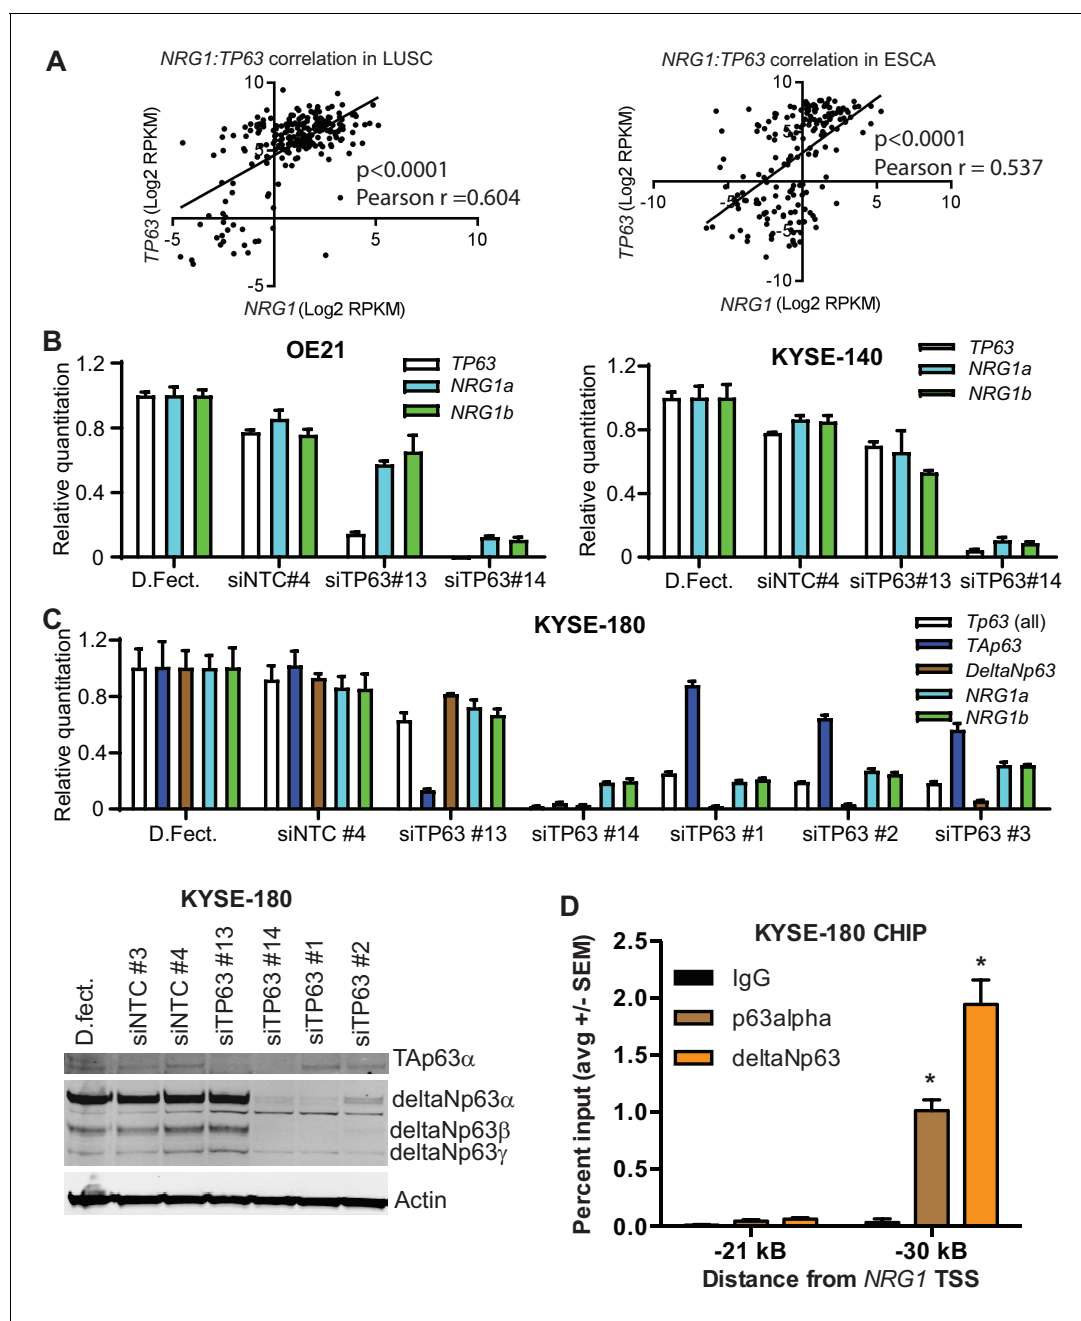 A
NRG1:TP63 correlation in LUSC
10
5
p<0.0001
Pearson r =0.604
-5
5
10
-5
TP63 (Log2 RPKM)
NRG1 (Log2 RPKM)
NRG1:TP63 correlation in ESCA
10
5
p<0.0001
Pearson r = 0.537
-10
-5
5
10
-5
-10
TP63 (Log2 RPKM)
NRG1 (Log2 RPKM)
B
OE21
TP63
NRG1a
NRG1b
Relative quantitation
1.2
0.8
0.4
0
D.Fect.
siNTC#4
siTP63#13
siTP63#14
KYSE-140
TP63
NRG1a
NRG1b
Relative quantitation
1.2
0.8
0.4
0
D.Fect.
siNTC#4
siTP63#13
siTP63#14
C
KYSE-180
Tp63 (all)
TAp63
DeltaNp63
NRG1a
NRG1b
Relative quantitation
1.2
0.8
0.4
0
D.Fect.
siNTC #4
siTP63 #13
siTP63 #14
siTP63 #1
siTP63 #2
siTP63 #3
KYSE-180
D.fect.
siNTC #3
siNTC #4
siTP63 #13
siTP63 #14
siTP63 #1
siTP63 #2
TAp63α
deltaNp63α
deltaNp63β
deltaNp63γ
Actin
D
KYSE-180 CHIP
IgG
p63alpha
deltaNp63
Percent input (avg +/- SEM)
2.5
2.0
1.5
1.0
0.5
0.0
*
*
-21 kB
-30 kB
Distance from NRG1 TSS